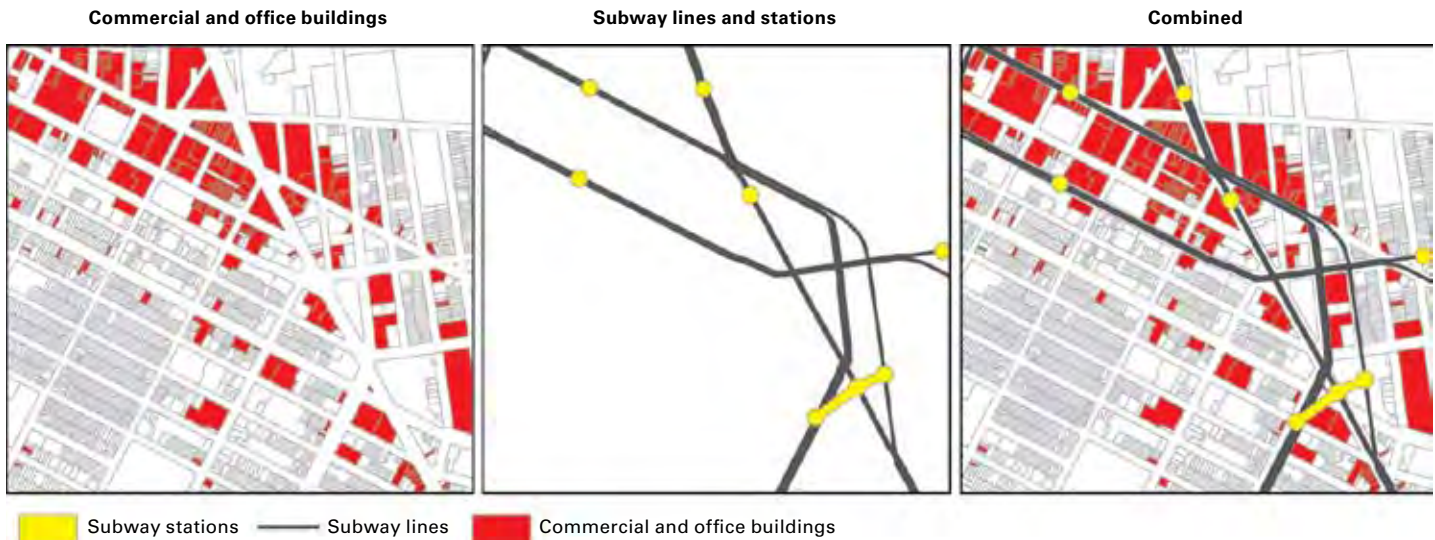 Commercial and office buildings
Subway lines and stations
Combined
Subway stations
Subway lines
Commercial and office buildings